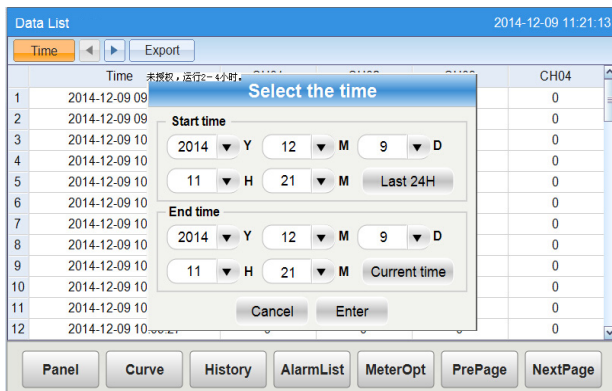 Data List 2014-12-09 11:21:13
Time Export
Time 未授权，运行2-4小时。 CH04
Select the time
1 2014-12-09 09 0
2 2014-12-09 09 0
Start time
3 2014-12-09 10 0
2014 Y 12 M 9 D
4 2014-12-09 10 0
5 2014-12-09 10 0
11 H 21 M Last 24H
6 2014-12-09 10 0
End time
7 2014-12-09 10 0
2014 Y 12 M 9 D
8 2014-12-09 10 0
9 2014-12-09 10 0
11 H 21 M Current time
10 2014-12-09 10 0
11 2014-12-09 10 0
Cancel Enter
12 2014-12-09 10 0
Panel Curve History AlarmList MeterOpt PrePage NextPage